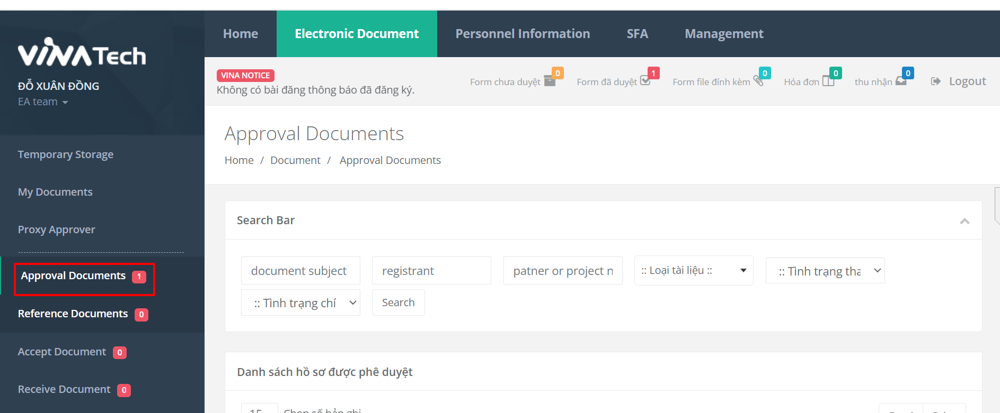 Home Electronic Document Personnel Information SFA Management
ViNATech
ĐỖ XUÂN ĐỒNG
EA team
VINA NOTICE
Không có bài đăng thông báo đã đăng ký.
Form chưa duyệt 0 Form đã duyệt 1 Form file đính kèm 0 Hóa đơn 0 thu nhận 0 Logout
Temporary Storage
My Documents
Proxy Approver
Approval Documents 1
Reference Documents 0
Accept Document 0
Receive Document 0
Approval Documents
Home / Document / Approval Documents
Search Bar
document subject registrant patner or project n :: Loại tài liệu :: :: Tình trạng tha
:: Tình trạng chí Search
Danh sách hồ sơ được phê duyệt
15 Chọn số bản ghi